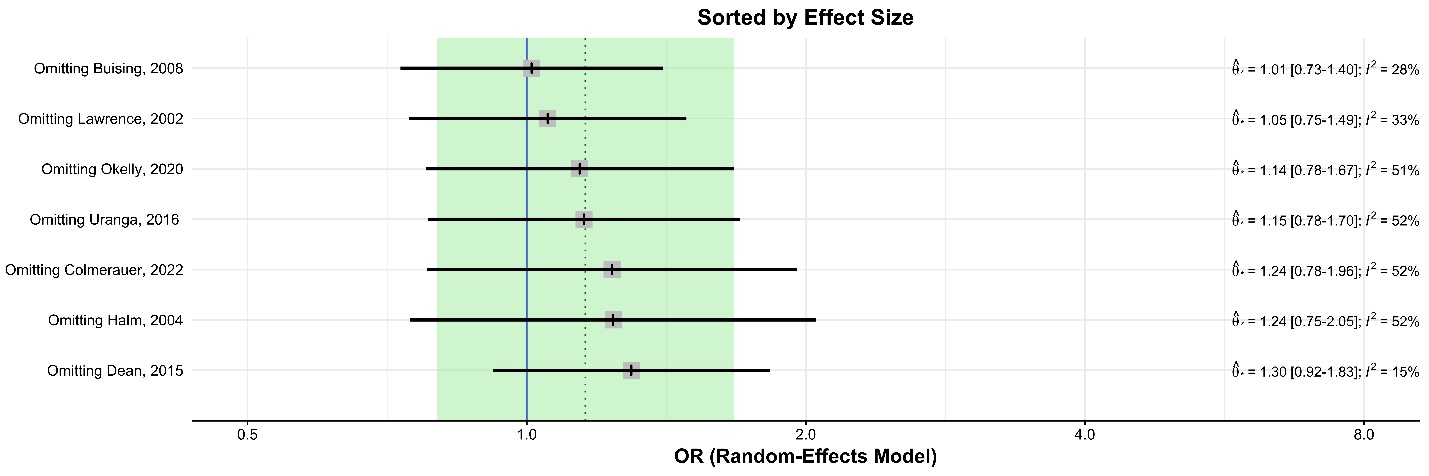 Sorted by Effect Size
Omitting Buising, 2008 θ̂* = 1.01 [0.73-1.40]; I² = 28%
Omitting Lawrence, 2002 θ̂* = 1.05 [0.75-1.49]; I² = 33%
Omitting Okelly, 2020 θ̂* = 1.14 [0.78-1.67]; I² = 51%
Omitting Uranga, 2016 θ̂* = 1.15 [0.78-1.70]; I² = 52%
Omitting Colmerauer, 2022 θ̂* = 1.24 [0.78-1.96]; I² = 52%
Omitting Halm, 2004 θ̂* = 1.24 [0.75-2.05]; I² = 52%
Omitting Dean, 2015 θ̂* = 1.30 [0.92-1.83]; I² = 15%
0.5 1.0 2.0 4.0 8.0
OR (Random-Effects Model)